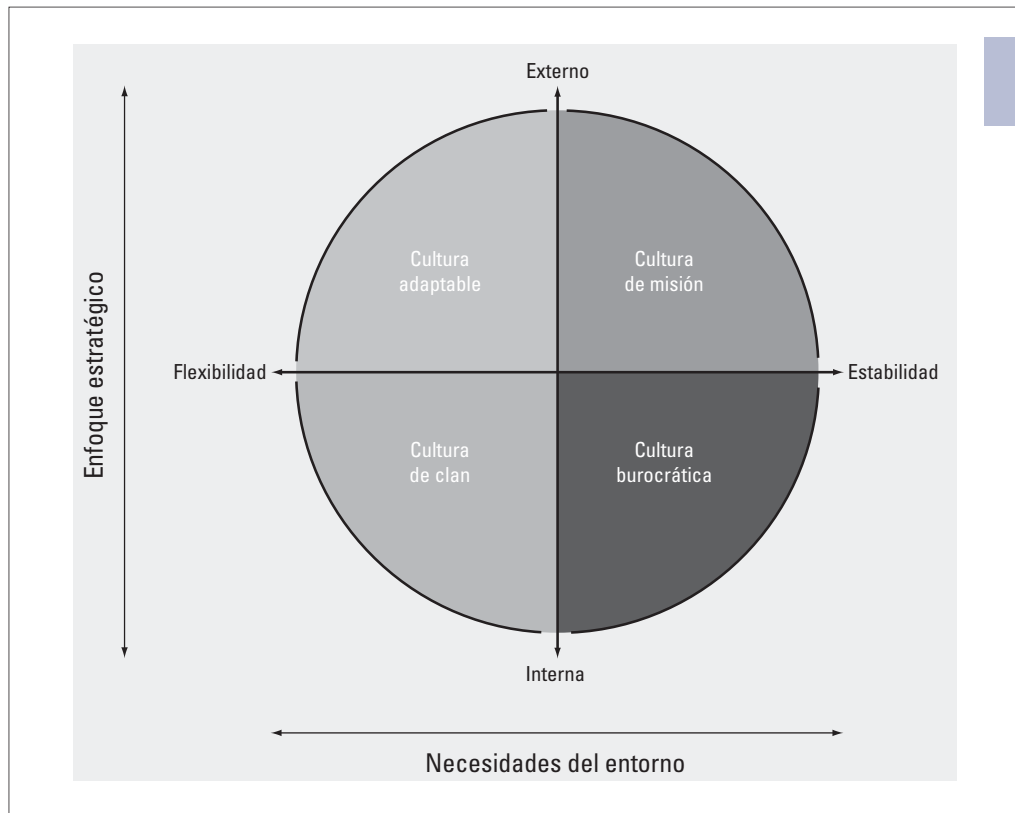 Externo
Cultura
adaptable
Cultura
de misión
Enfoque estratégico
Flexibilidad
Estabilidad
Cultura
de clan
Cultura
burocrática
Interna
Necesidades del entorno